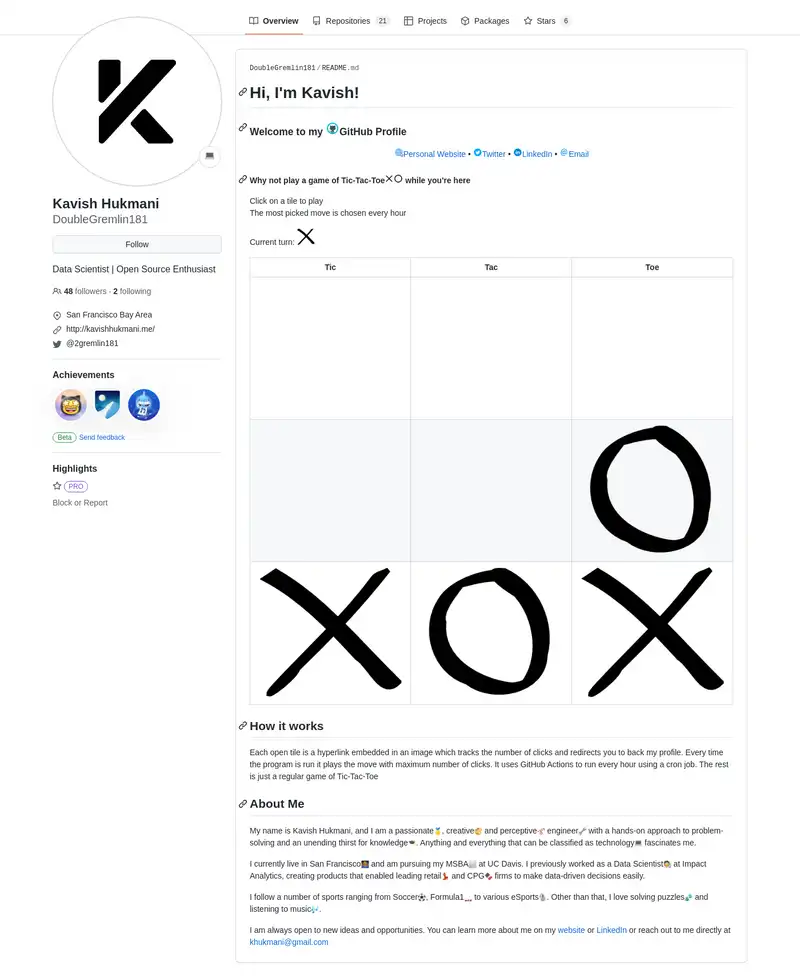 Overview Repositories 21 Projects Packages Stars 6
DoubleGremlin181/README.md
Hi, I'm Kavish!
Welcome to my GitHub Profile
Personal Website • Twitter • LinkedIn • Email
Why not play a game of Tic-Tac-Toe while you're here
Click on a tile to play
The most picked move is chosen every hour
Current turn:
Tic Tac Toe
How it works
Each open tile is a hyperlink embedded in an image which tracks the number of clicks and redirects you to back my profile. Every time
the program is run it plays the move with maximum number of clicks. It uses GitHub Actions to run every hour using a cron job. The rest
is just a regular game of Tic-Tac-Toe
About Me
My name is Kavish Hukmani, and I am a passionate, creative and perceptive engineer with a hands-on approach to problem-
solving and an unending thirst for knowledge. Anything and everything that can be classified as technology fascinates me.
I currently live in San Francisco and am pursuing my MSBA at UC Davis. I previously worked as a Data Scientist at Impact
Analytics, creating products that enabled leading retail and CPG firms to make data-driven decisions easily.
I follow a number of sports ranging from Soccer, Formula1 to various eSports. Other than that, I love solving puzzles and
listening to music.
I am always open to new ideas and opportunities. You can learn more about me on my website or LinkedIn or reach out to me directly at
khukmani@gmail.com
Kavish Hukmani
DoubleGremlin181
Follow
Data Scientist | Open Source Enthusiast
48 followers · 2 following
San Francisco Bay Area
http://kavishhukmani.me/
@2gremlin181
Achievements
Beta Send feedback
Highlights
PRO
Block or Report